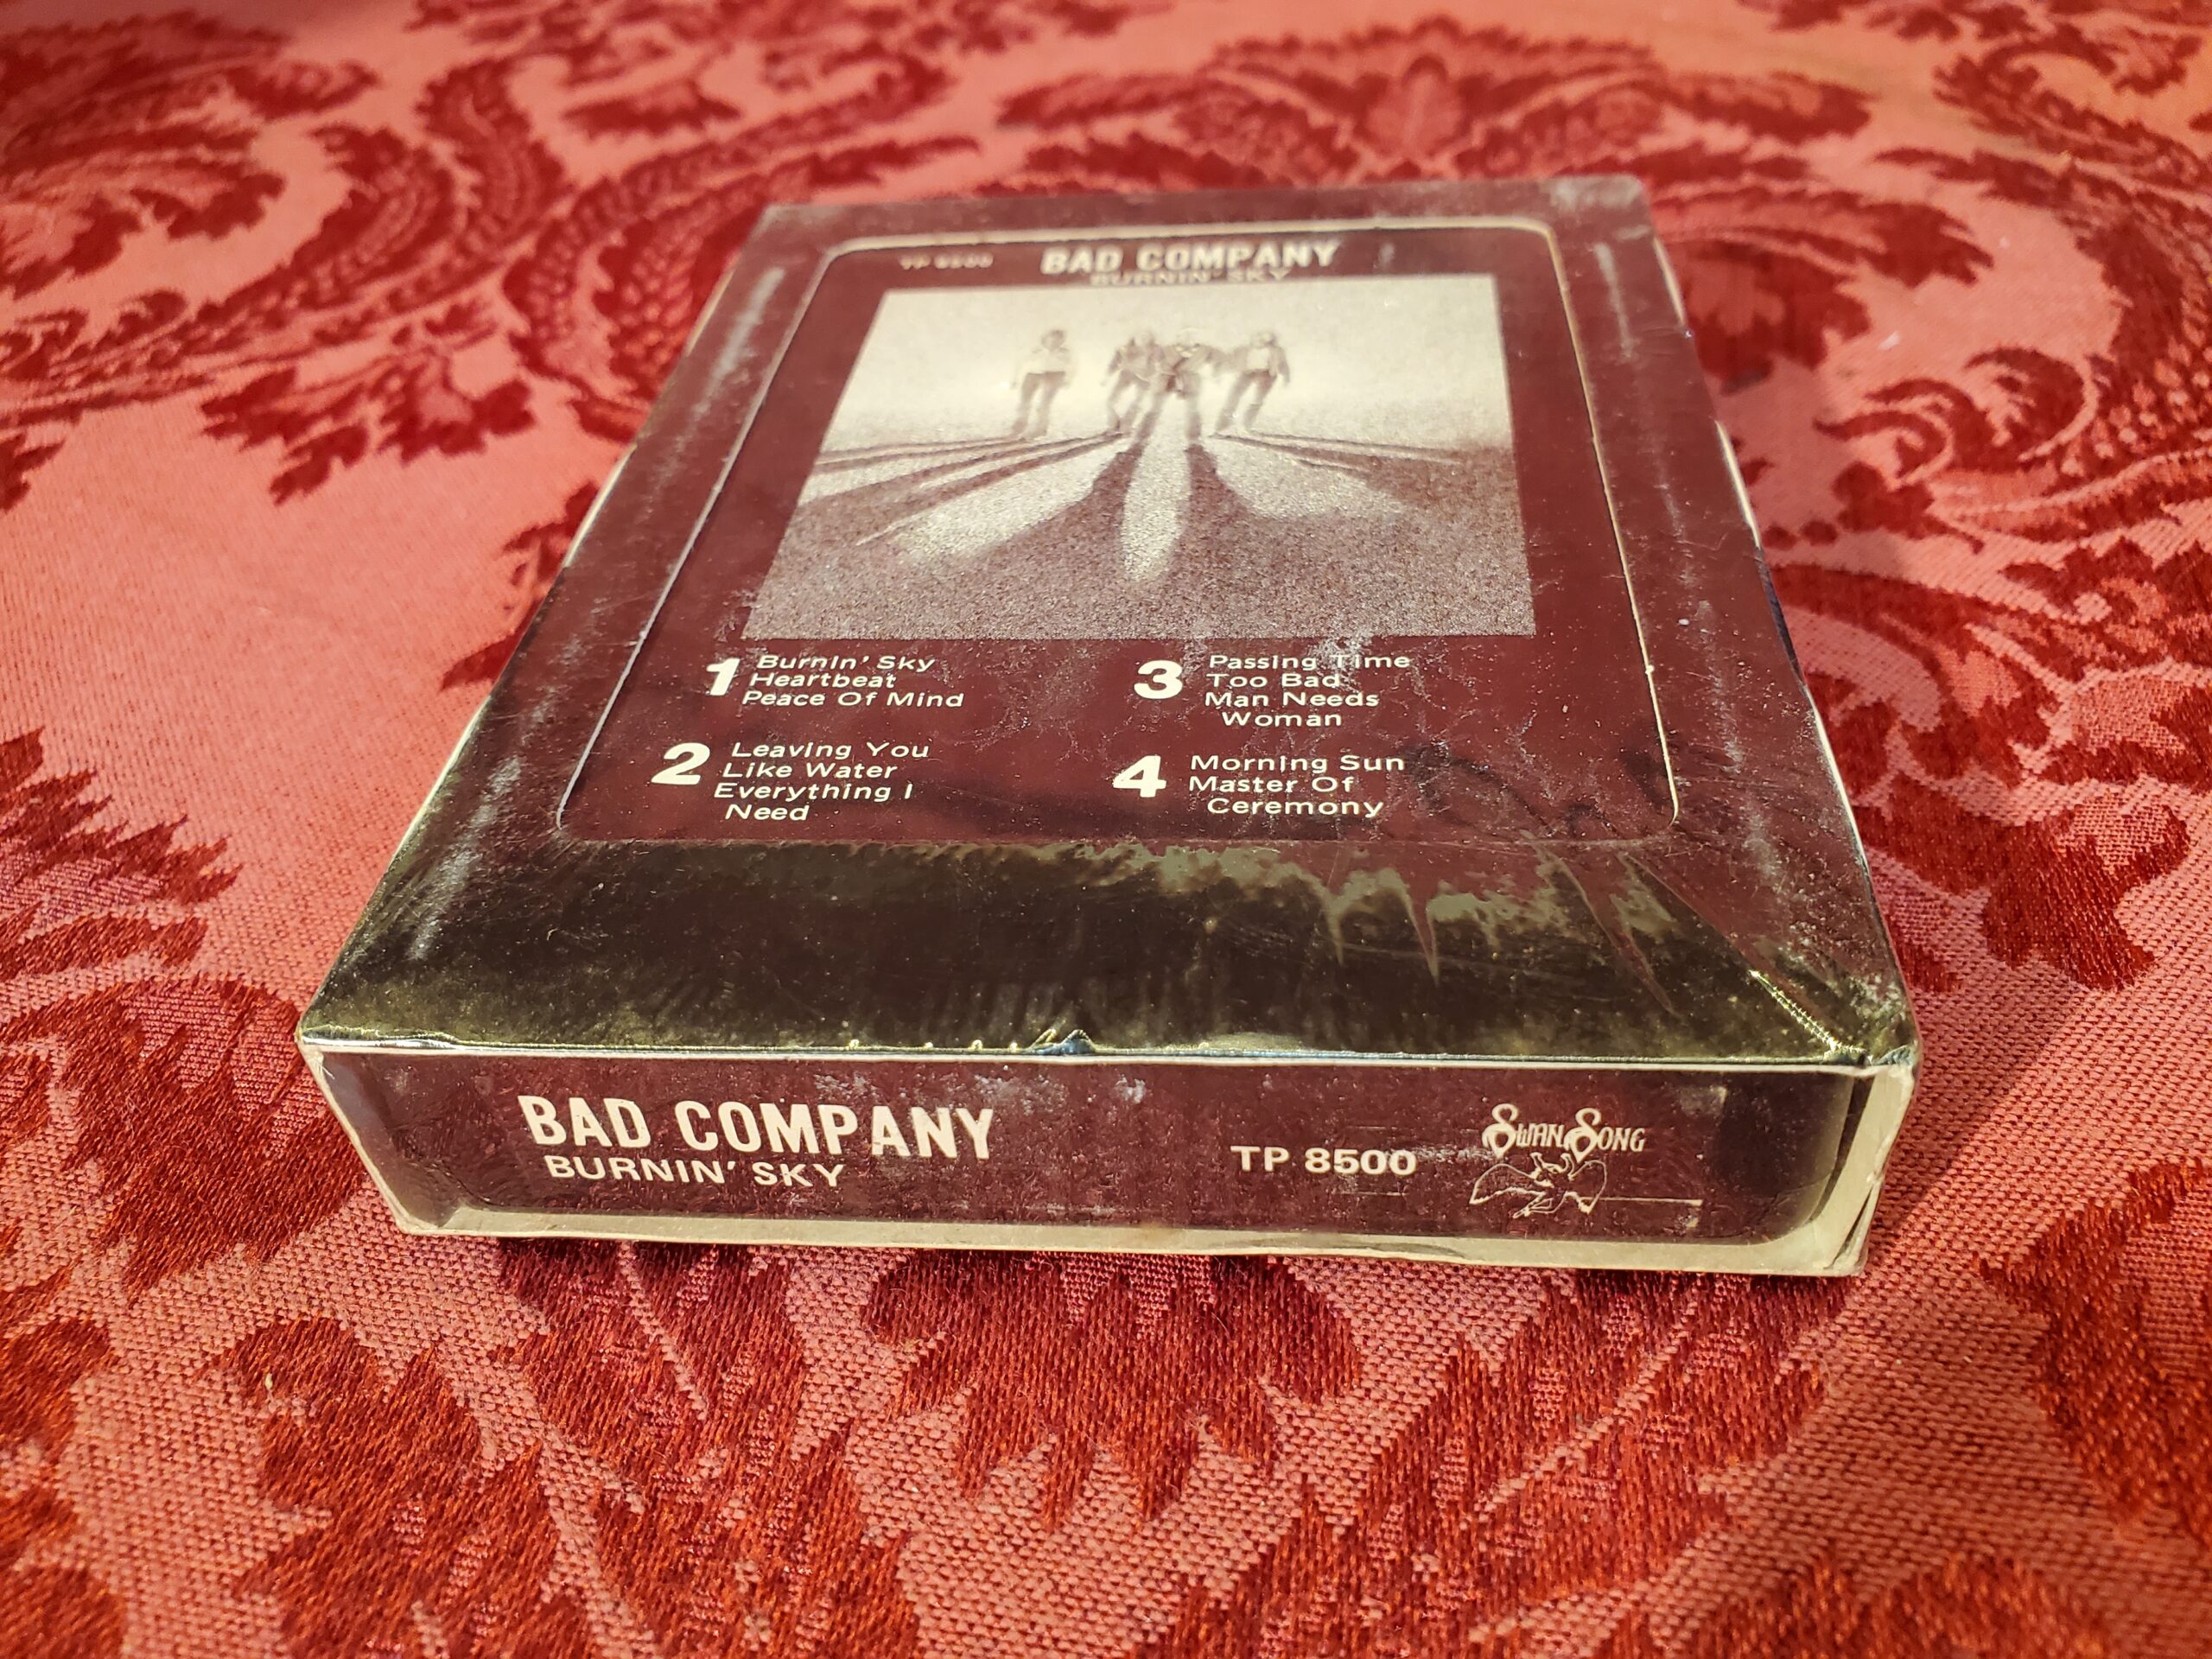 TP 8500
BAD COMPANY
BURNIN' SKY
1 Burnin' Sky
Heartbeat
Peace Of Mind
2 Leaving You
Like Water
Everything I
Need
3 Passing Time
Too Bad
Man Needs
Woman
4 Morning Sun
Master Of
Ceremony
BAD COMPANY
BURNIN' SKY
TP 8500
SWAN SONG